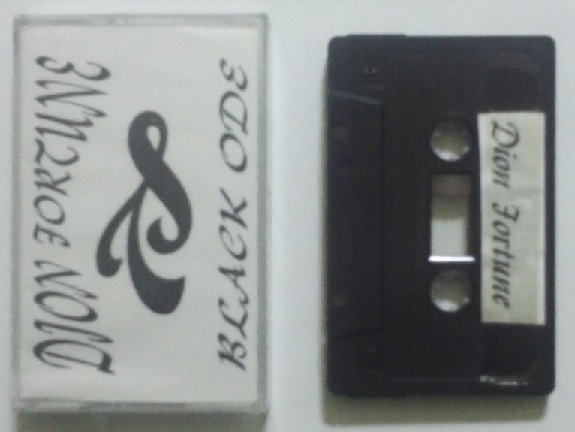 DION FORTUNE
&
BLACK ODE
Dion Fortune